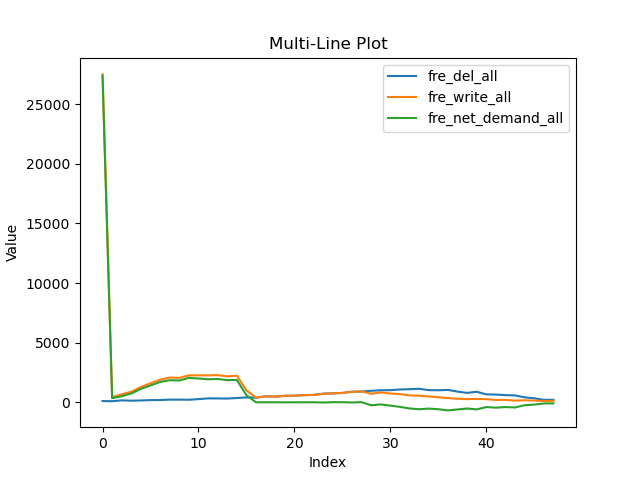 Multi-Line Plot
fre_del_all
fre_write_all
fre_net_demand_all
Value
25000
20000
15000
10000
5000
0
0 10 20 30 40
Index